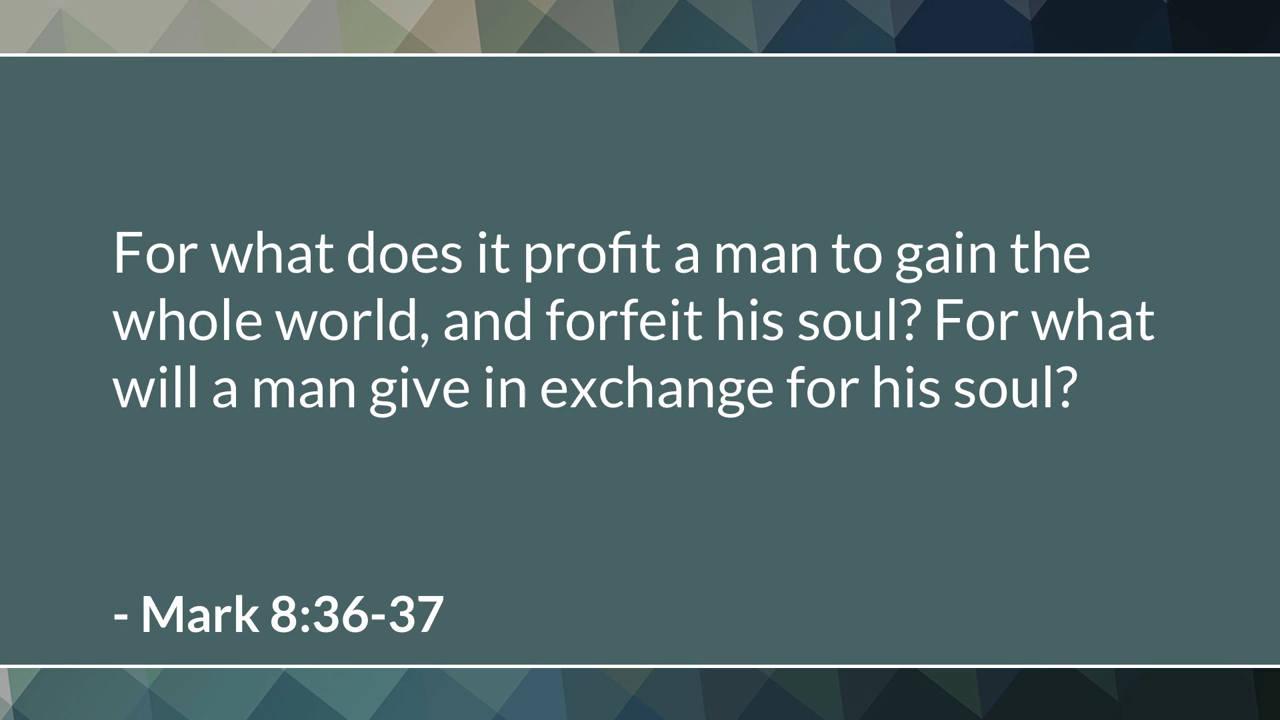 For what does it profit a man to gain the
whole world, and forfeit his soul? For what
will a man give in exchange for his soul?
- Mark 8:36-37